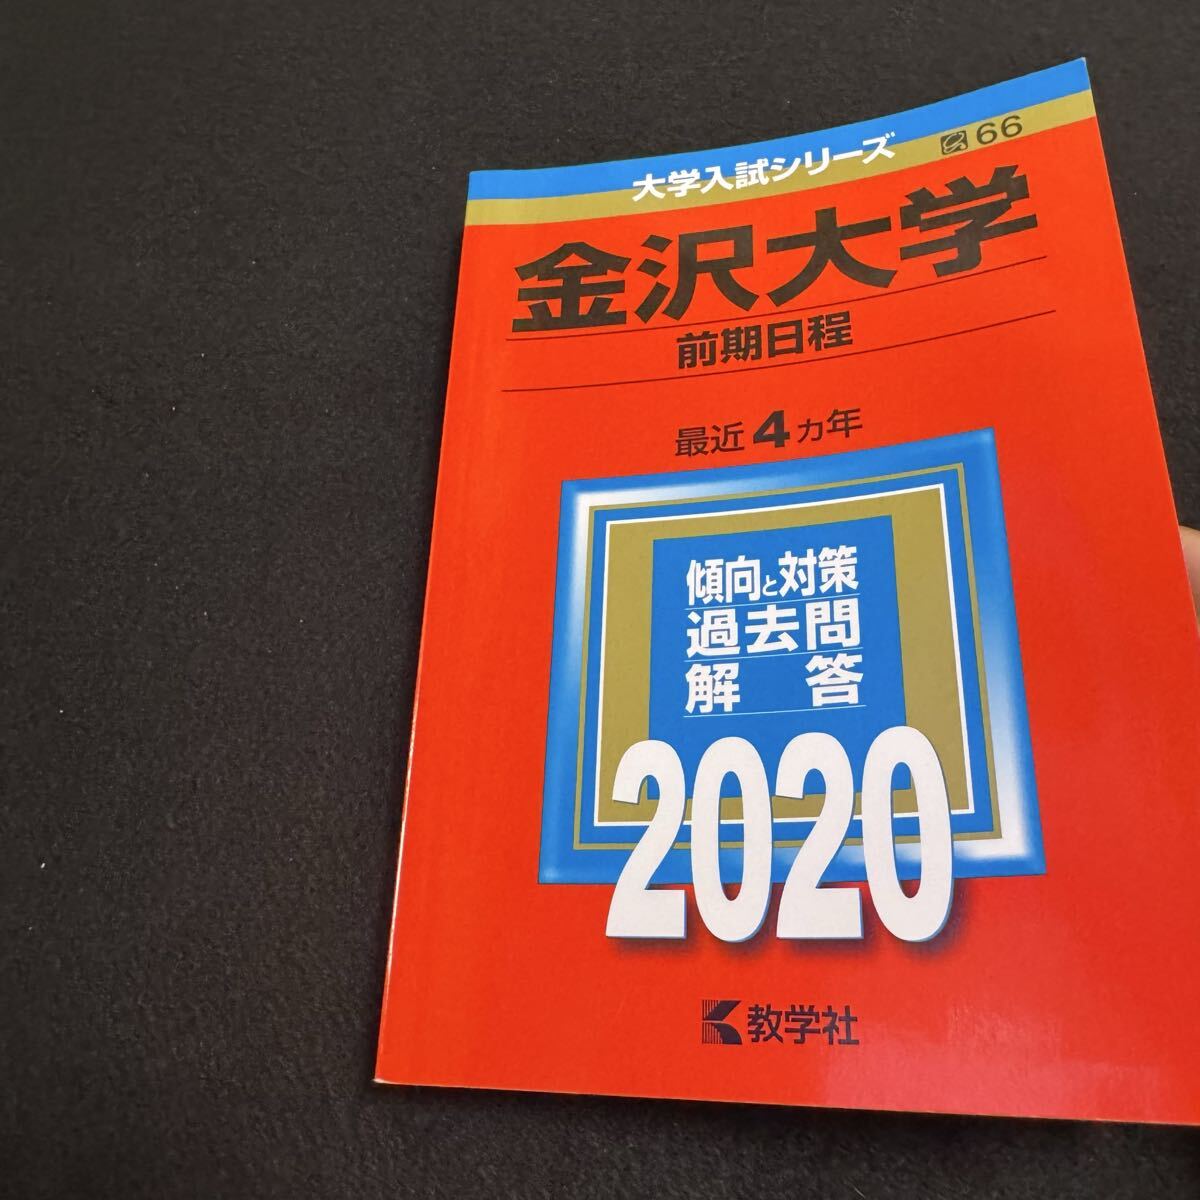 大学入試シリーズ 66
金沢大学
前期日程
最近4カ年
傾向と対策
過去問
解答
2020
教学社